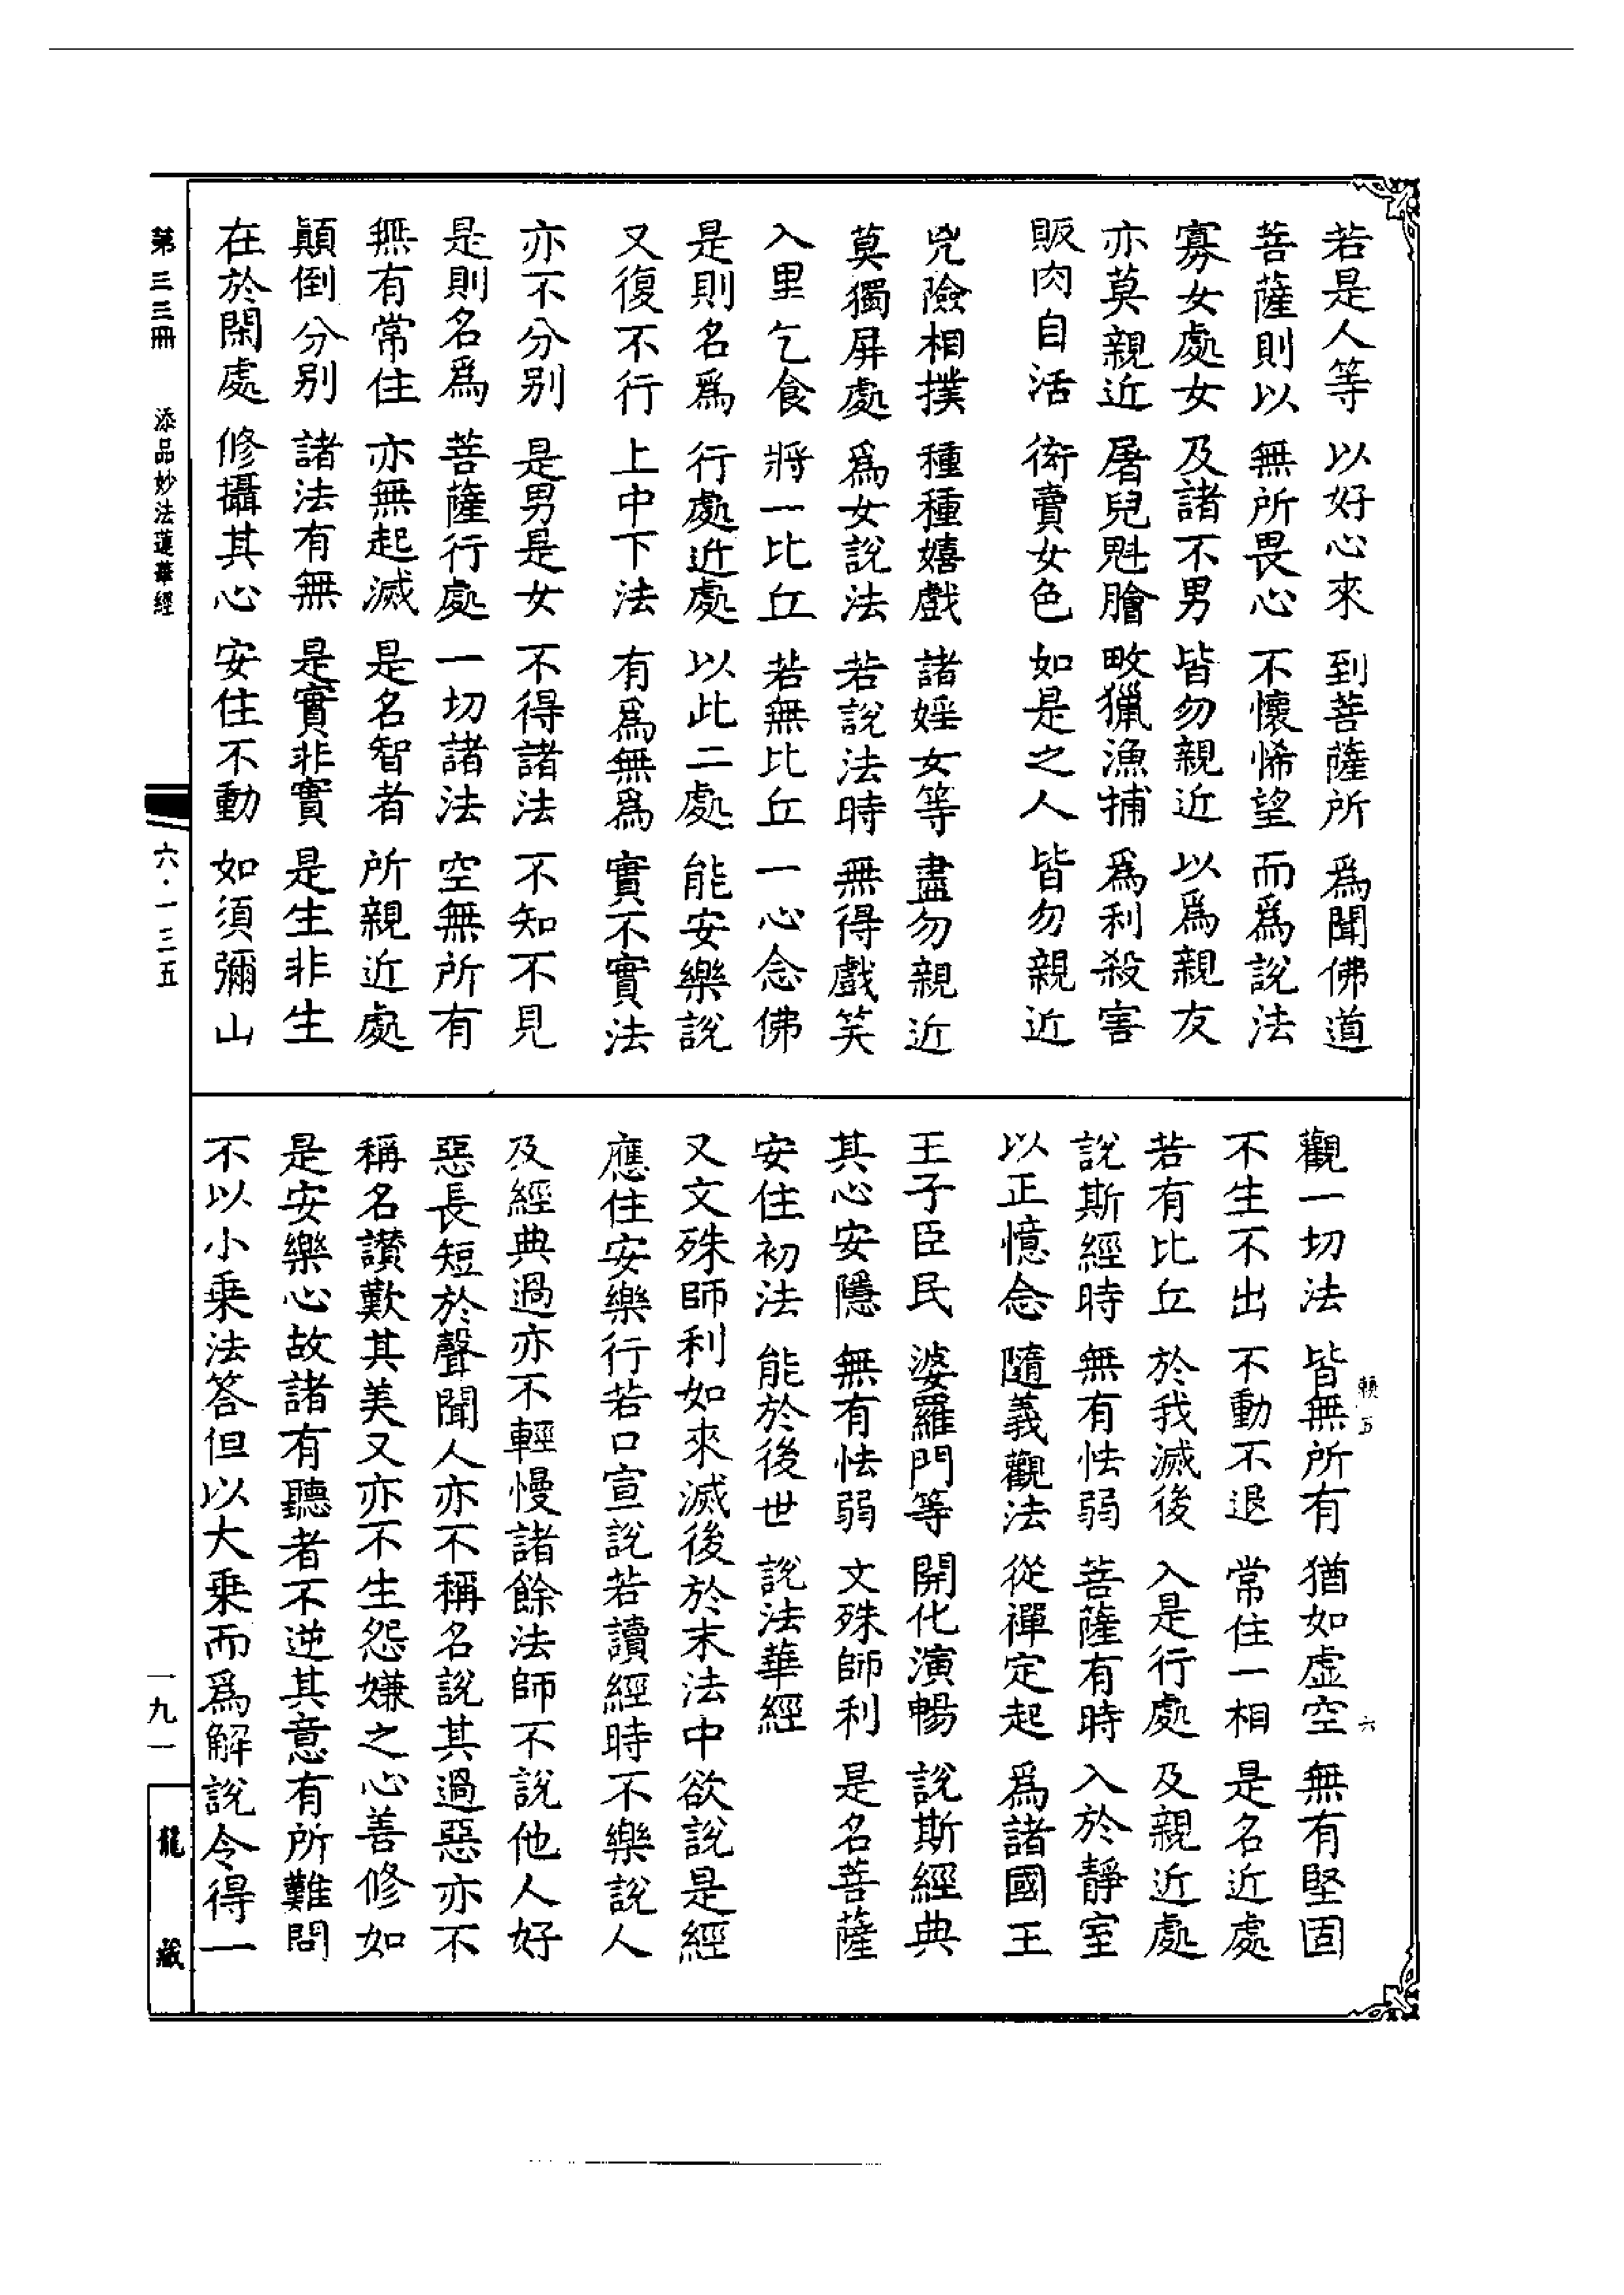 若是人等 以好心來 到菩薩所 爲聞佛道
菩薩則以 無所畏心 不懷悕望 而爲說法
寡女處女 及諸不男 皆勿親近 以爲親友
亦莫親近 屠兒魁膾 畋獵漁捕 爲利殺害
販肉自活 衒賣女色 如是之人 皆勿親近
兇險相撲 種種嬉戲 諸婬女等 盡勿親近
莫獨屏處 爲女說法 若說法時 無得戲笑
入里乞食 將一比丘 若無比丘 一心念佛
是則名爲 行處近處 以此二處 能安樂說
又復不行 上中下法 有爲無爲 實不實法
亦不分別 是男是女 不得諸法 不知不見
是則名爲 菩薩行處 一切諸法 空無所有
無有常住 亦無起滅 是名智者 所親近處
顛倒分別 諸法有無 是實非實 是生非生
在於閑處 修攝其心 安住不動 如須彌山
觀一切法 皆無所有 猶如虛空 無有堅固
不生不出 不動不退 常住一相 是名近處
若有比丘 於我滅後 入是行處 及親近處
說斯經時 無有怯弱 菩薩有時 入於靜室
以正憶念 隨義觀法 從禪定起 爲諸國王
王子臣民 婆羅門等 開化演暢 說斯經典
其心安隱 無有怯弱 文殊師利 是名菩薩
安住初法 能於後世 說法華經
又文殊師利如來滅後於末法中欲說是經
應住安樂行若口宣說若讀經時不樂說人
及經典過亦不輕慢諸餘法師不說他人好
惡長短於聲聞人亦不稱名說其過惡亦不
稱名讚歎其美又亦不生怨嫌之心善修如
是安樂心故諸有聽者不逆其意有所難問
不以小乘法答但以大乘而爲解說令得一
賴五
六
第三三冊 添品妙法蓮華經
六·一三五
一九一
龍藏